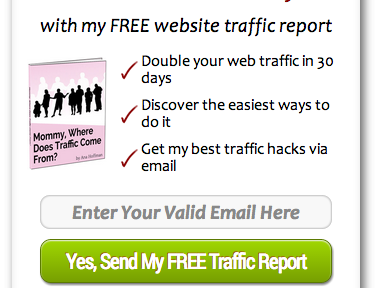 with my FREE website traffic report
Mommy, Where
Does Traffic Come
From?
by Ana Hoffman
Double your web traffic in 30
days
Discover the easiest ways to
do it
Get my best traffic hacks via
email
Enter Your Valid Email Here
Yes, Send My FREE Traffic Report